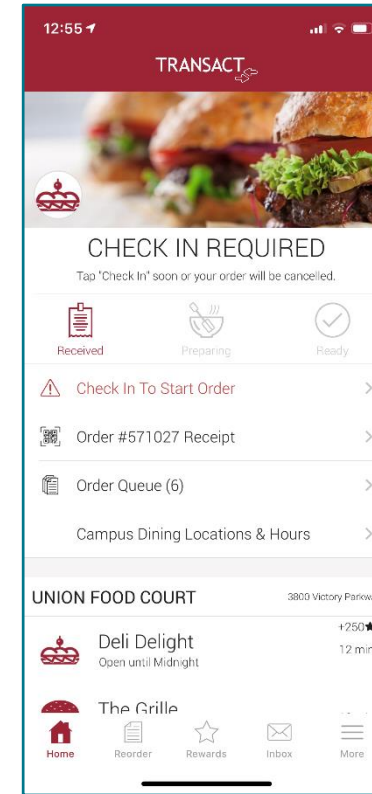 12:55
TRANSACT
CHECK IN REQUIRED
Tap "Check In" soon or your order will be cancelled.
Received
Preparing
Ready
Check In To Start Order
Order #571027 Receipt
Order Queue (6)
Campus Dining Locations & Hours
UNION FOOD COURT
3800 Victory Parkw
+250★
Deli Delight
12 min
Open until Midnight
The Grille
Home
Reorder
Rewards
Inbox
More